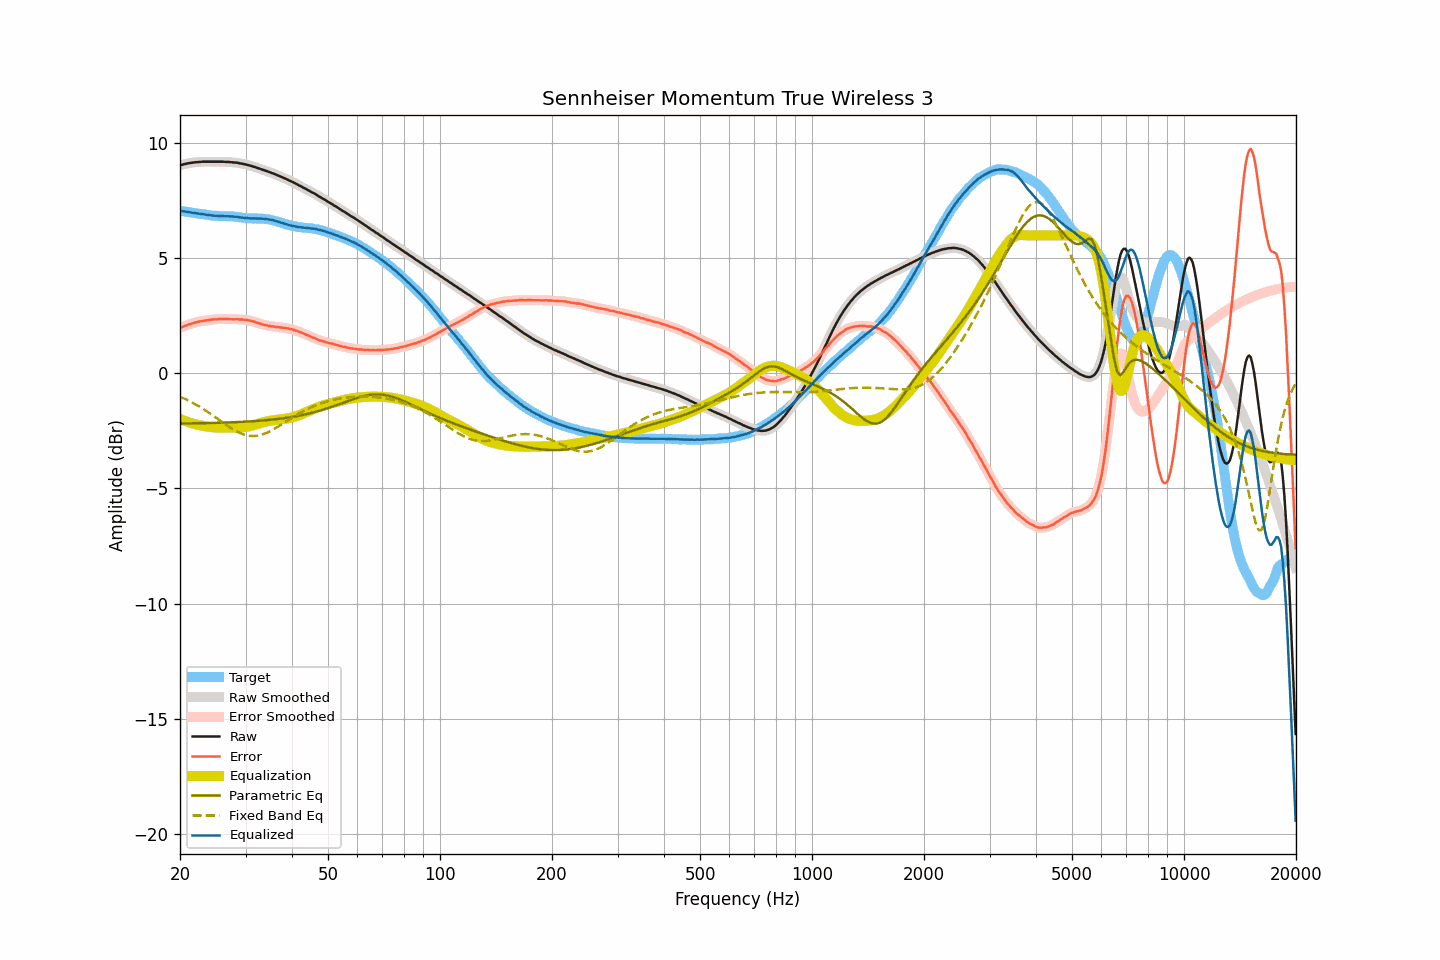 Sennheiser Momentum True Wireless 3
Amplitude (dBr)
10
5
0
−5
−10
−15
−20
Target
Raw Smoothed
Error Smoothed
Raw
Error
Equalization
Parametric Eq
Fixed Band Eq
Equalized
20 50 100 200 500 1000 2000 5000 10000 20000
Frequency (Hz)